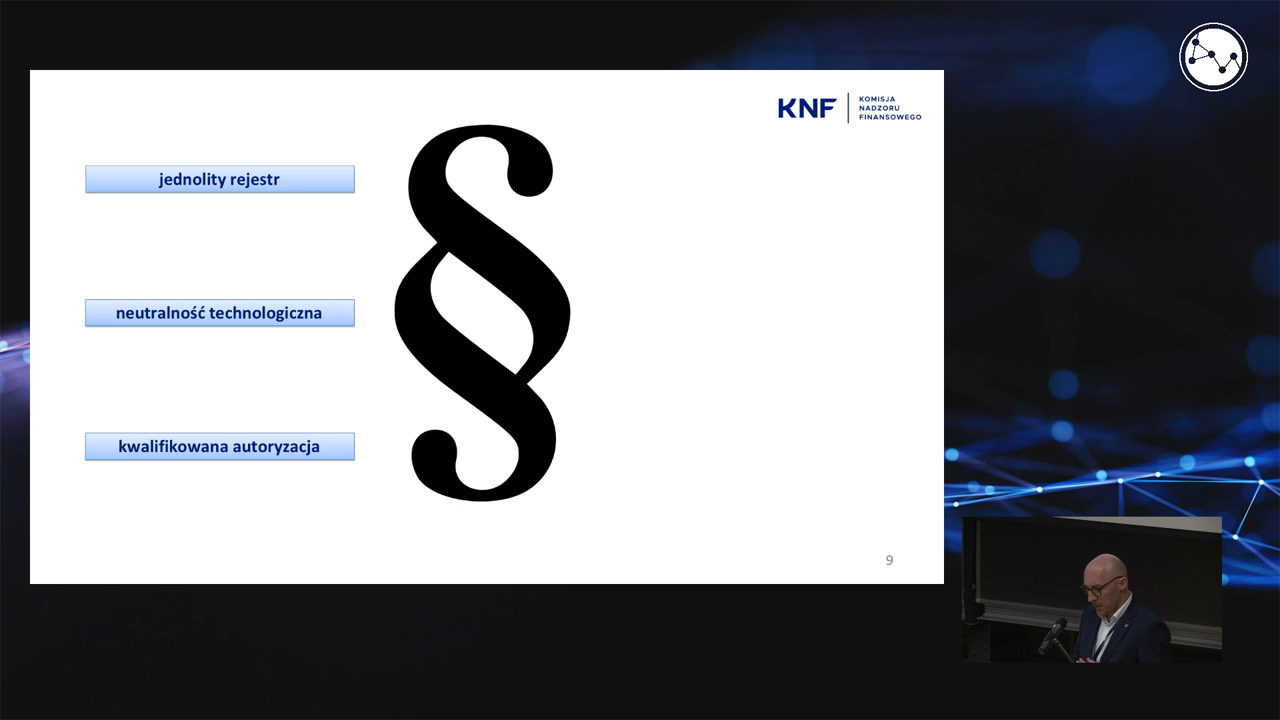 KNF
KOMISJA
NADZORU
FINANSOWEGO
jednolity rejestr
§
neutralność technologiczna
kwalifikowana autoryzacja
9